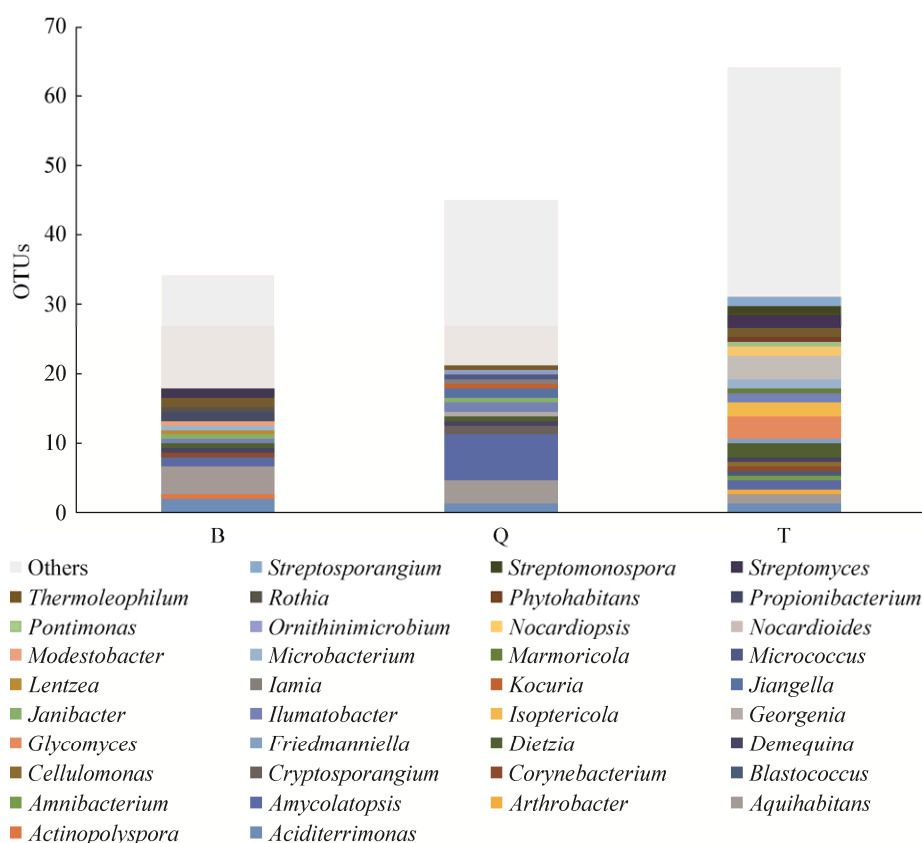 70
60
50
40
30
20
10
0
OTUs
B Q T
Others Streptosporangium Streptomonospora Streptomyces
Thermoleophilum Rothia Phytohabitans Propionibacterium
Pontimonas Ornithinimicrobium Nocardiopsis Nocardioides
Modestobacter Microbacterium Marmoricola Micrococcus
Lentzea Iamia Kocuria Jiangella
Janibacter Ilumatobacter Isoptericola Georgenia
Glycomyces Friedmanniella Dietzia Demequina
Cellulomonas Cryptosporangium Corynebacterium Blastococcus
Amnibacterium Amycolatopsis Arthrobacter Aquihabitans
Actinopolyspora Aciditerrimonas